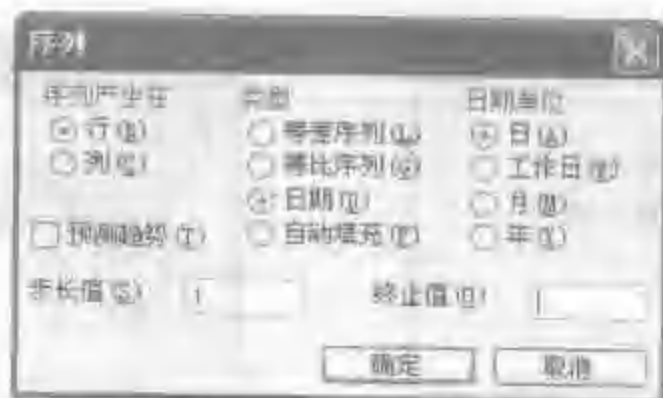 序列
序列产生在
行(R)
列(C)
预测趋势(T)
类型
等差序列(L)
等比序列(G)
日期(D)
自动填充(F)
日期单位
日(A)
工作日(W)
月(M)
年(Y)
步长值(S)
1
终止值(O)
确定
取消